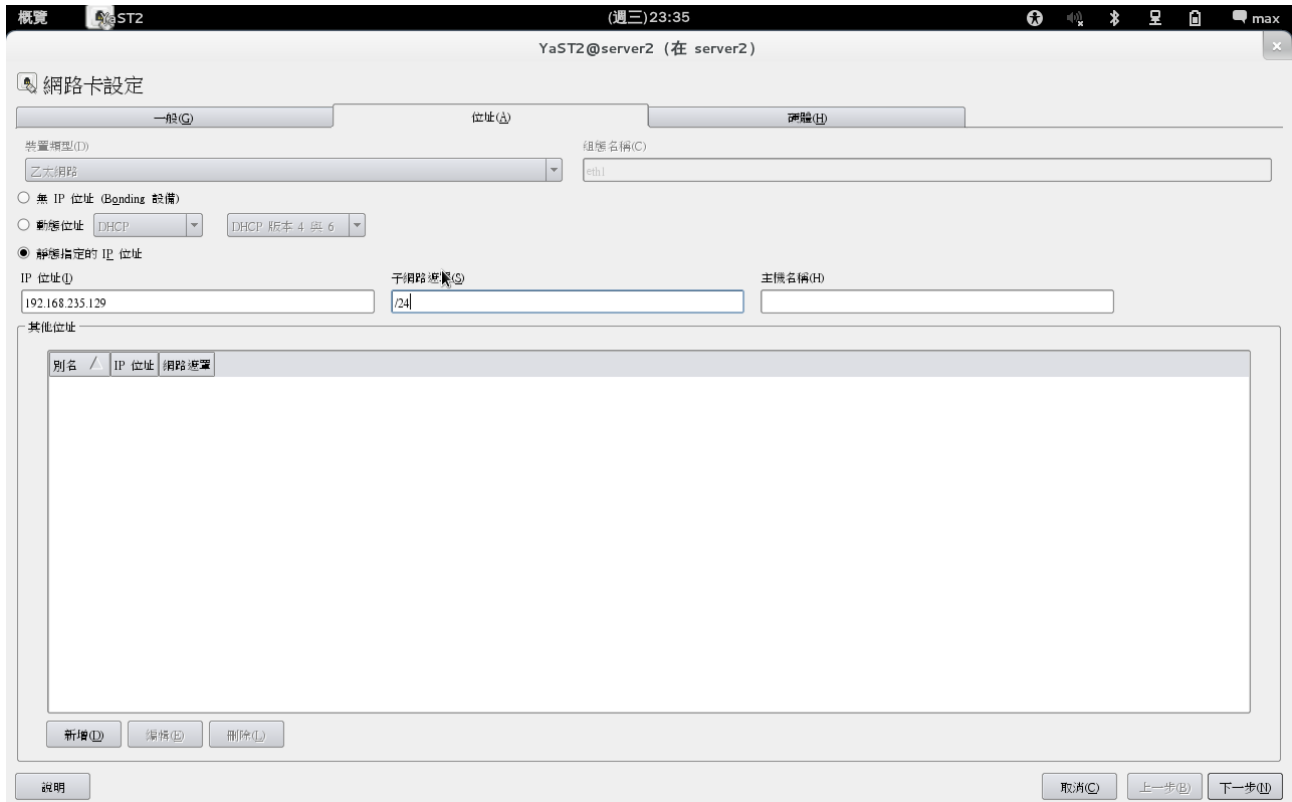 概覽 YaST2 (週三)23:35 max
YaST2@server2 (在 server2)
網路卡設定
一般(G) 位址(A) 硬體(H)
裝置類型(D) 組態名稱(C)
乙太網路 eth1
無 IP 位址 (Bonding 設備)
動態位址 DHCP DHCP 版本 4 與 6
靜態指定的 IP 位址
IP 位址(I) 子網路遮罩(S) 主機名稱(H)
192.168.235.129 /24
其他位址
別名 IP 位址 網路遮罩
新增(D) 編輯(E) 刪除(L)
說明 取消(C) 上一步(B) 下一步(N)